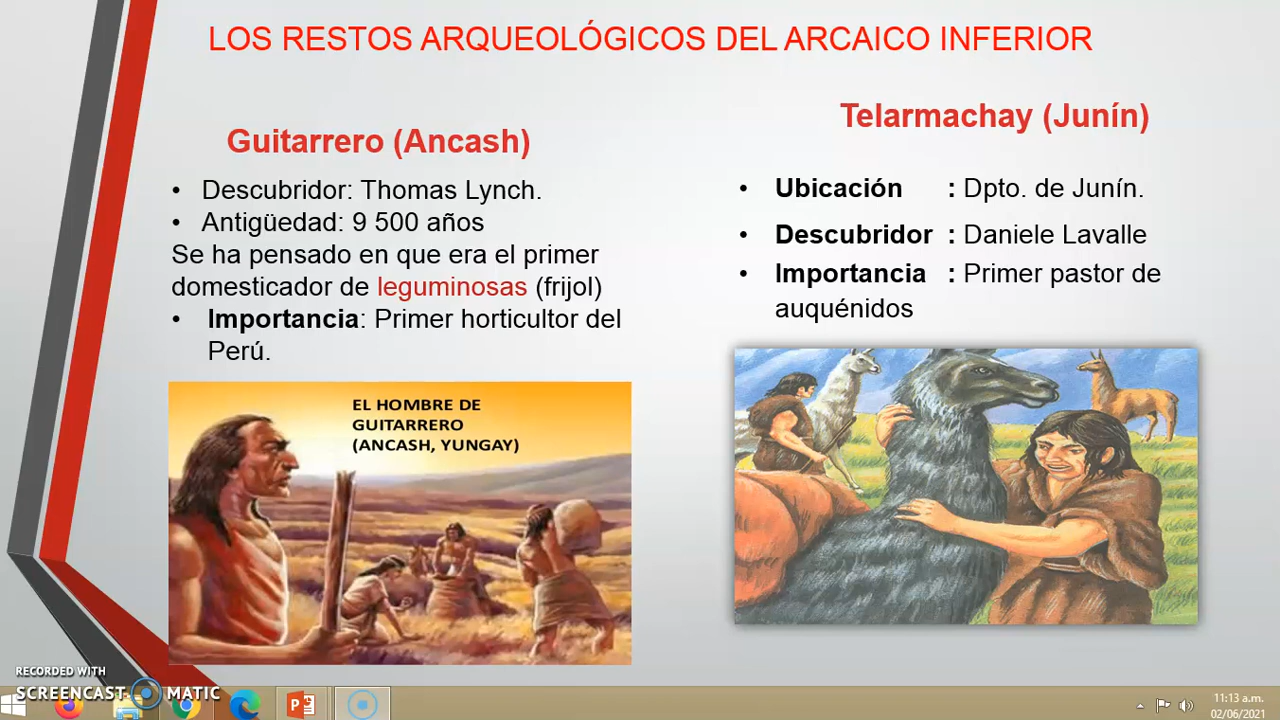 LOS RESTOS ARQUEOLÓGICOS DEL ARCAICO INFERIOR
Guitarrero (Ancash)
• Descubridor: Thomas Lynch.
• Antigüedad: 9 500 años
Se ha pensado en que era el primer
domesticador de leguminosas (frijol)
• Importancia: Primer horticultor del
Perú.
EL HOMBRE DE
GUITARRERO
(ANCASH, YUNGAY)
Telarmachay (Junín)
• Ubicación : Dpto. de Junín.
• Descubridor : Daniele Lavalle
• Importancia : Primer pastor de
auquénidos
RECORDED WITH
SCREENCAST MATIC
11:13 a.m.
02/06/2021